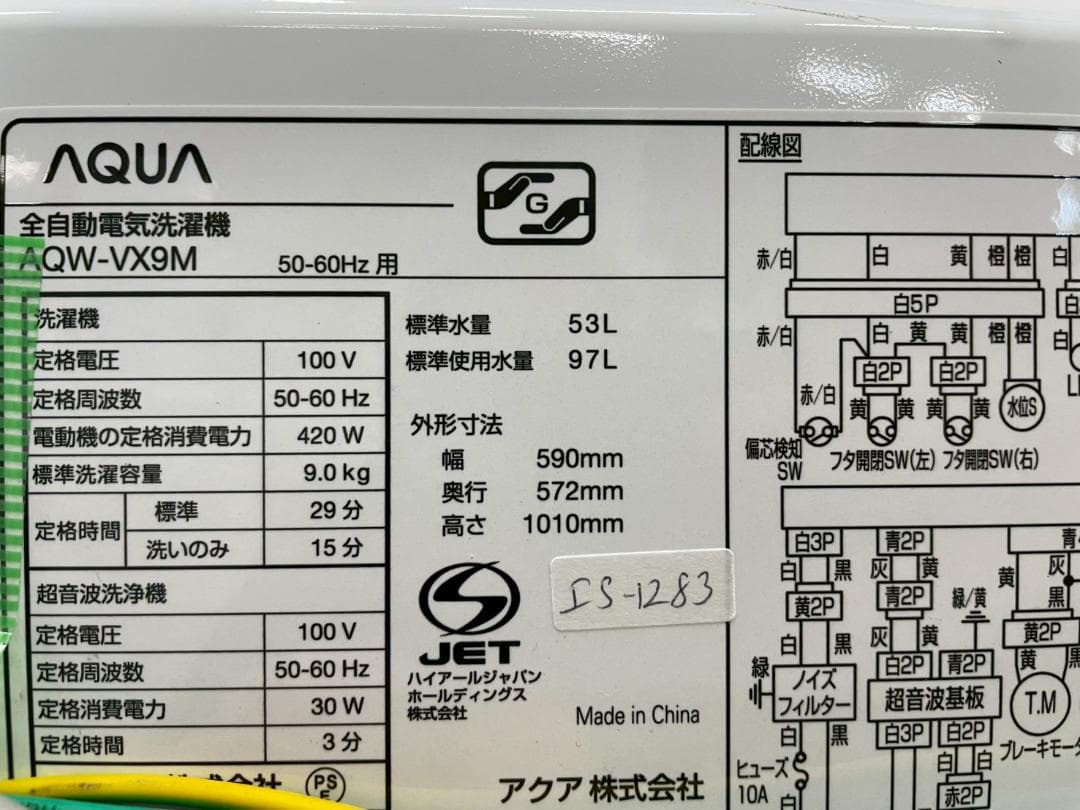 AQUA
全自動電気洗濯機
AQW-VX9M 50-60Hz 用
G
洗濯機
定格電圧 100 V
定格周波数 50-60 Hz
電動機の定格消費電力 420 W
標準洗濯容量 9.0 kg
定格時間 標準 29 分
洗いのみ 15 分
超音波洗浄機
定格電圧 100 V
定格周波数 50-60 Hz
定格消費電力 30 W
定格時間 3 分
PS
E
標準水量 53L
標準使用水量 97L
外形寸法
幅 590mm
奥行 572mm
高さ 1010mm
JET
ハイアールジャパン
ホールディングス
株式会社
IS-1283
Made in China
アクア 株式会社
配線図
赤/白 白 黄 橙 橙 白
白5P
赤/白 白 黄 黄 橙 橙 白
白2P 白2P
赤/白 黄 黄 黄 黄 水位S
偏芯検知
SW
フタ開閉SW(左) フタ開閉SW(右)
白3P 青2P
白 黒 灰 黄 黄 灰
黄2P 青2P 緑/黄 黒
白 黒 灰 黄 黄2P
白2P 青2P 黄 黒
緑 ノイズ
フィルター
超音波基板 T.M
白 黒 白3P 白2P ブレーキモータ
ヒューズ
10A
白 白 白
赤2P